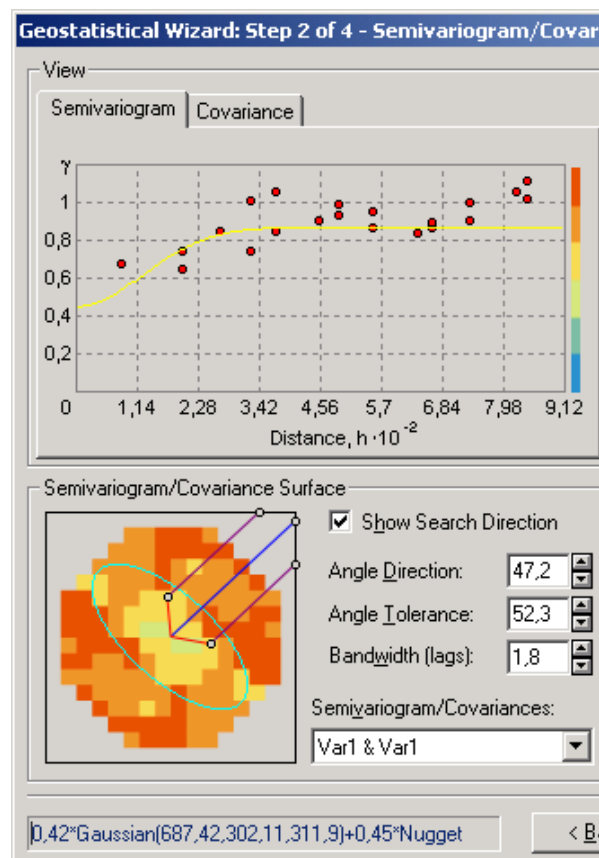 Geostatistical Wizard: Step 2 of 4 - Semivariogram/Covar
View
Semivariogram Covariance
γ
1
0,8
0,6
0,4
0,2
0 1,14 2,28 3,42 4,56 5,7 6,84 7,98 9,12
Distance, h ·10⁻²
Semivariogram/Covariance Surface
Show Search Direction
Angle Direction: 47,2
Angle Tolerance: 52,3
Bandwidth (lags): 1,8
Semivariogram/Covariances:
Var1 & Var1
0,42*Gaussian(687,42,302,11,311,9)+0,45*Nugget
< B